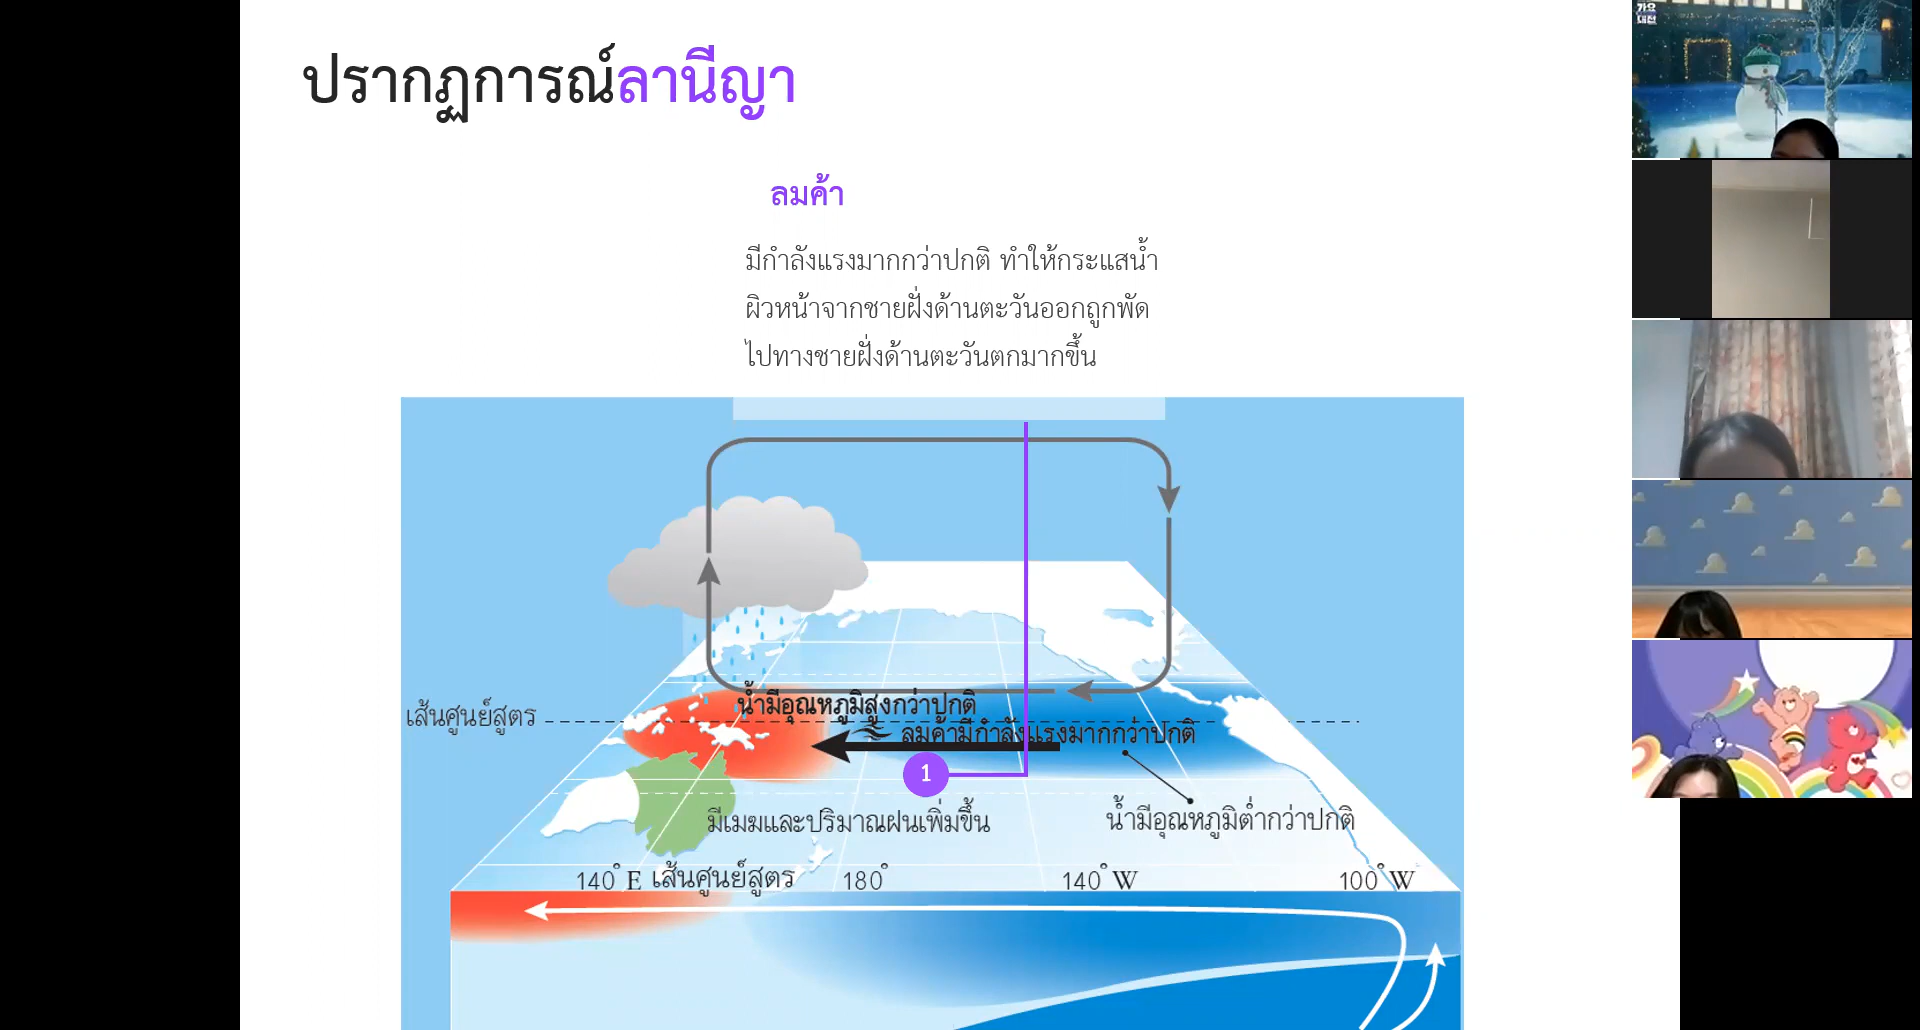 ปรากฏการณ์ลานีญา
ลมค้า
มีกำลังแรงมากกว่าปกติ ทำให้กระแสน้ำ
ผิวหน้าจากชายฝั่งด้านตะวันออกถูกพัด
ไปทางชายฝั่งด้านตะวันตกมากขึ้น
น้ำมีอุณหภูมิสูงกว่าปกติ
เส้นศูนย์สูตร
ลมค้ามีกำลังแรงมากกว่าปกติ
1
มีเมฆและปริมาณฝนเพิ่มขึ้น
น้ำมีอุณหภูมิต่ำกว่าปกติ
140° E เส้นศูนย์สูตร 180° 140° W 100° W
가요
대전